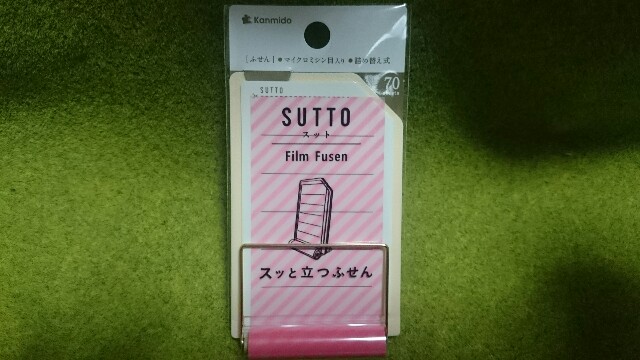 Kanmido
[ふせん] ●マイクロミシン目入り ●詰め替え式
70
sheets
SUTTO
SUTTO
スット
Film Fusen
スッと立つふせん